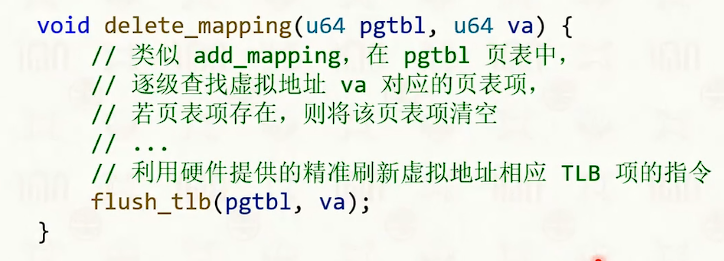 void delete_mapping(u64 pgtbl, u64 va) {
// 类似 add_mapping，在 pgtbl 页表中，
// 逐级查找虚拟地址 va 对应的页表项，
// 若页表项存在，则将该页表项清空
// ...
// 利用硬件提供的精准刷新虚拟地址相应 TLB 项的指令
flush_tlb(pgtbl, va);
}